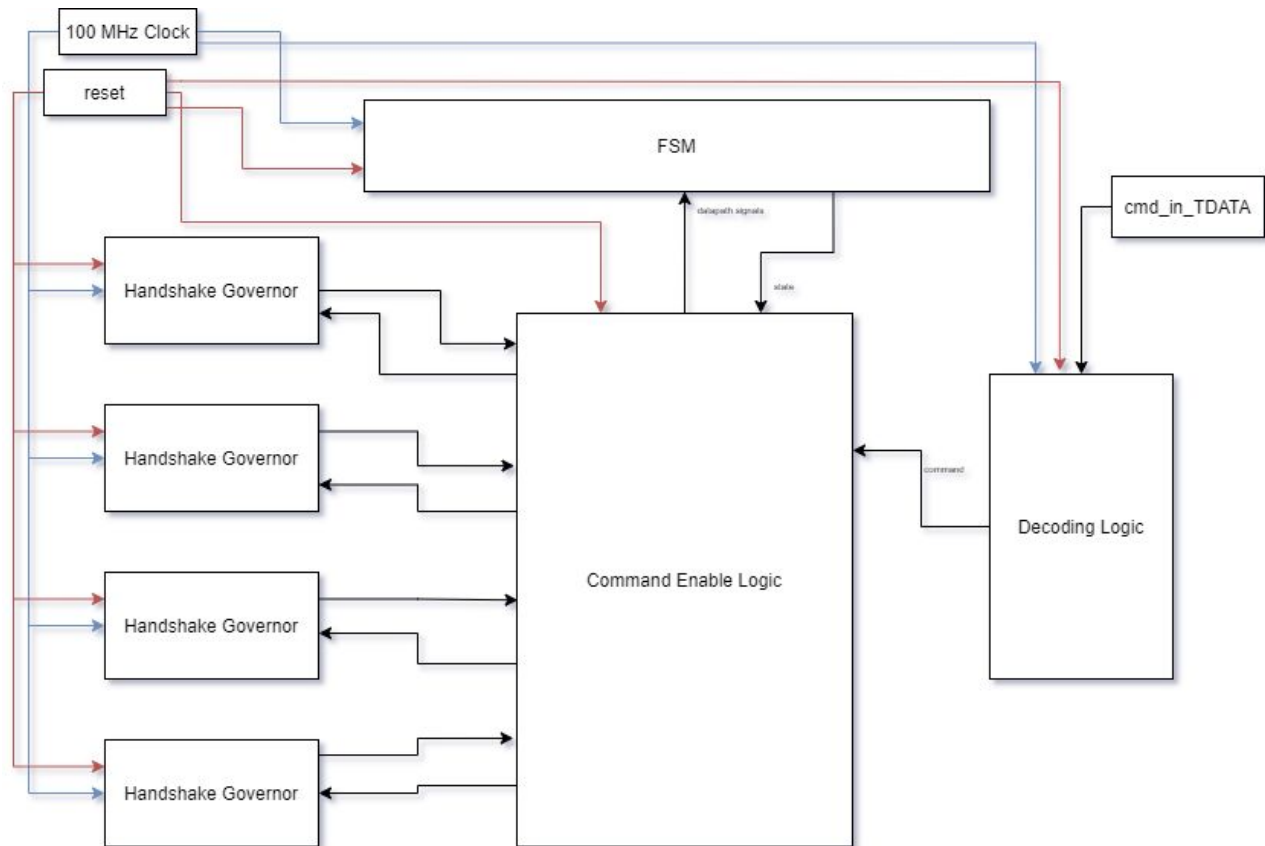 100 MHz Clock
reset
FSM
cmd_in_TDATA
datapath signals
state
Handshake Governor
Handshake Governor
command
Decoding Logic
Command Enable Logic
Handshake Governor
Handshake Governor